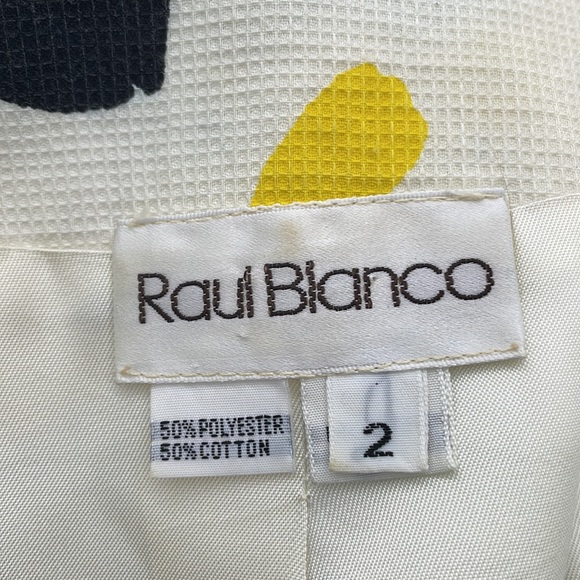 Raul Blanco
50% POLYESTER
50% COTTON
2